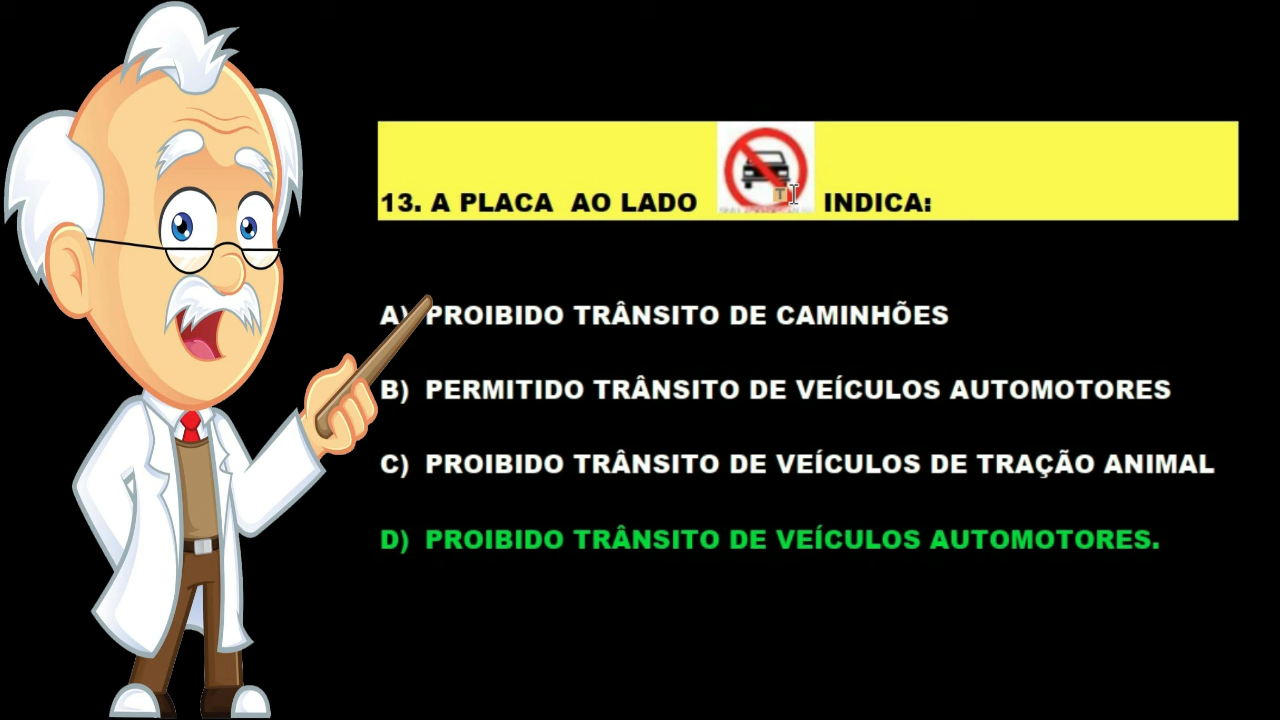 13. A PLACA AO LADO INDICA:
A) PROIBIDO TRÂNSITO DE CAMINHÕES
B) PERMITIDO TRÂNSITO DE VEÍCULOS AUTOMOTORES
C) PROIBIDO TRÂNSITO DE VEÍCULOS DE TRAÇÃO ANIMAL
D) PROIBIDO TRÂNSITO DE VEÍCULOS AUTOMOTORES.